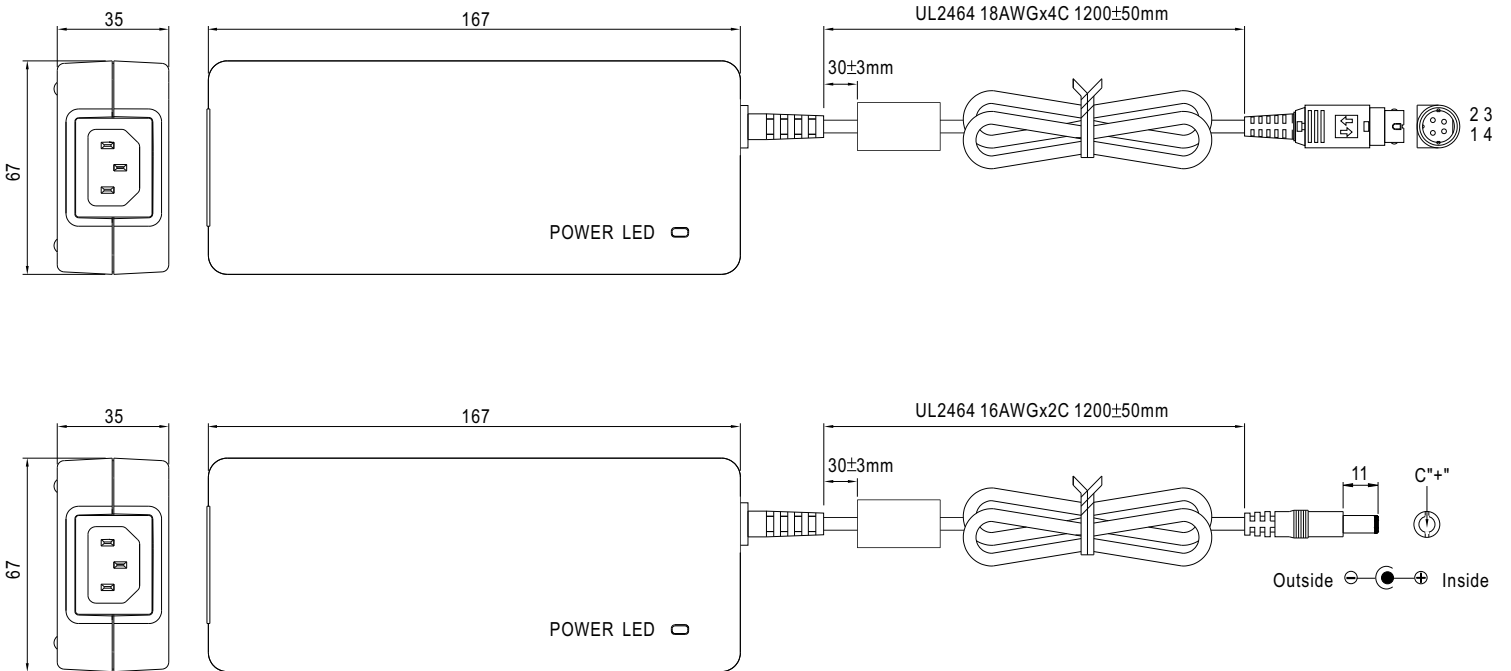 35
167
UL2464 18AWGx4C 1200±50mm
30±3mm
67
2 3
1 4
POWER LED
35
167
UL2464 16AWGx2C 1200±50mm
30±3mm
11
C"+"
67
Outside
Inside
POWER LED